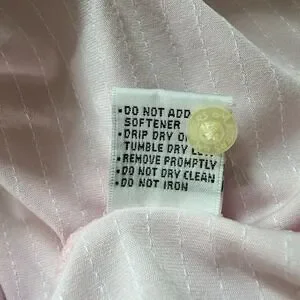 •DO NOT ADD
SOFTENER
•DRIP DRY
TUMBLE DRY
•REMOVE PROMPTLY
•DO NOT DRY CLEAN
•DO NOT IRON